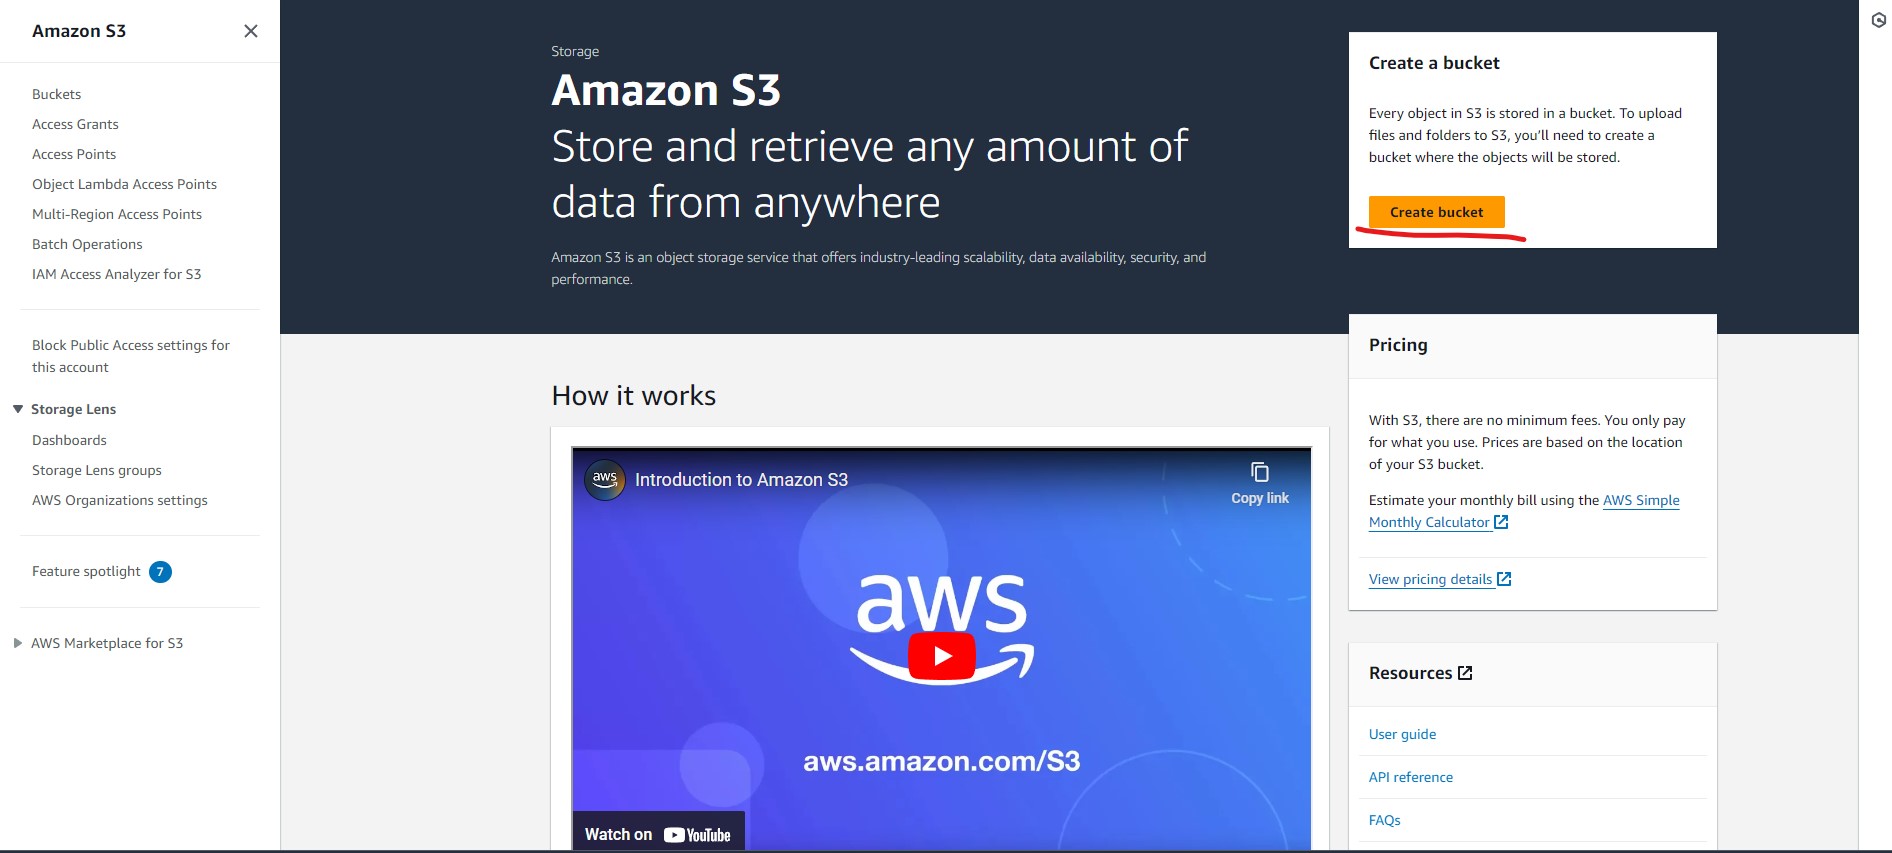 Amazon S3
Buckets
Access Grants
Access Points
Object Lambda Access Points
Multi-Region Access Points
Batch Operations
IAM Access Analyzer for S3
Block Public Access settings for
this account
Storage Lens
Dashboards
Storage Lens groups
AWS Organizations settings
Feature spotlight 7
AWS Marketplace for S3
Storage
Amazon S3
Store and retrieve any amount of
data from anywhere
Amazon S3 is an object storage service that offers industry-leading scalability, data availability, security, and
performance.
How it works
aws
Introduction to Amazon S3
Copy link
aws
aws.amazon.com/S3
Watch on YouTube
Create a bucket
Every object in S3 is stored in a bucket. To upload
files and folders to S3, you'll need to create a
bucket where the objects will be stored.
Create bucket
Pricing
With S3, there are no minimum fees. You only pay
for what you use. Prices are based on the location
of your S3 bucket.
Estimate your monthly bill using the AWS Simple
Monthly Calculator
View pricing details
Resources
User guide
API reference
FAQs